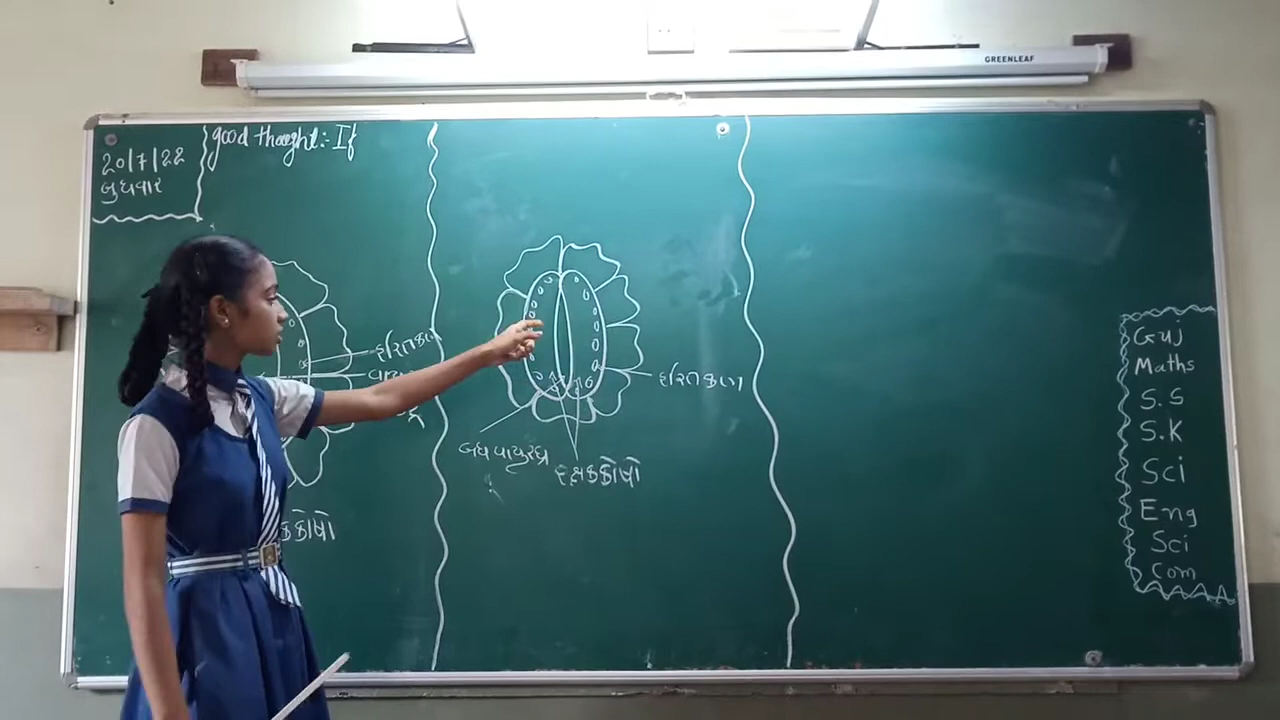 GREENLEAF
good thought:- If
20/7/22
બુધવાર
હરિતકણ
બંધ વાયુરંધ્ર
રક્ષકકોષો
હરિતકણ
Guj
Maths
S.S
S.K
Sci
Eng
Sci
Com